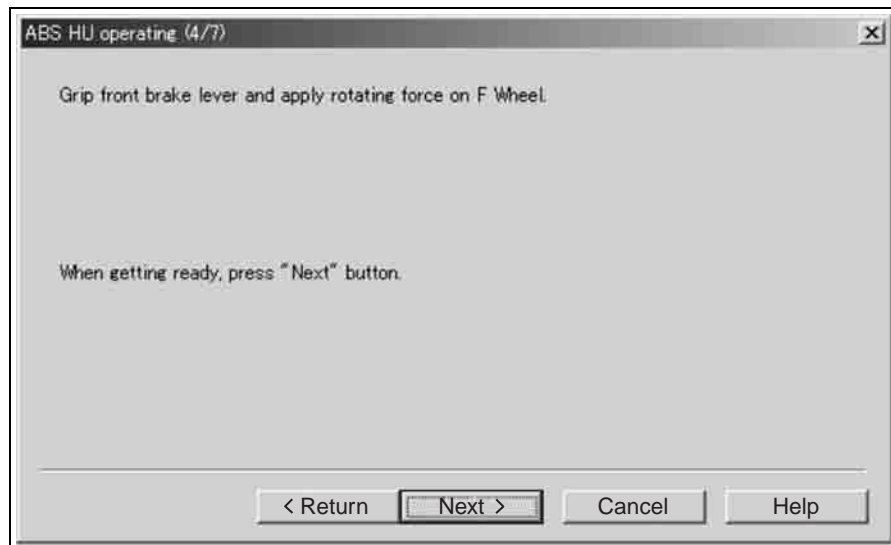 ABS HU operating (4/7)
Grip front brake lever and apply rotating force on F Wheel.
When getting ready, press "Next" button.
< Return Next > Cancel Help